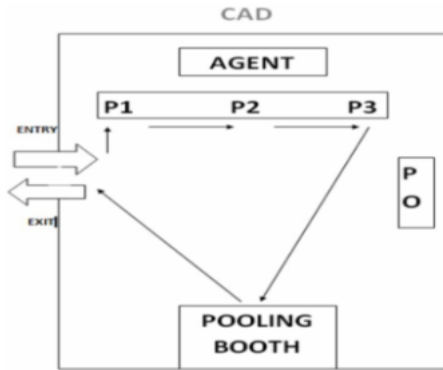 CAD
AGENT
P1 P2 P3
ENTRY
P
O
EXIT
POOLING
BOOTH